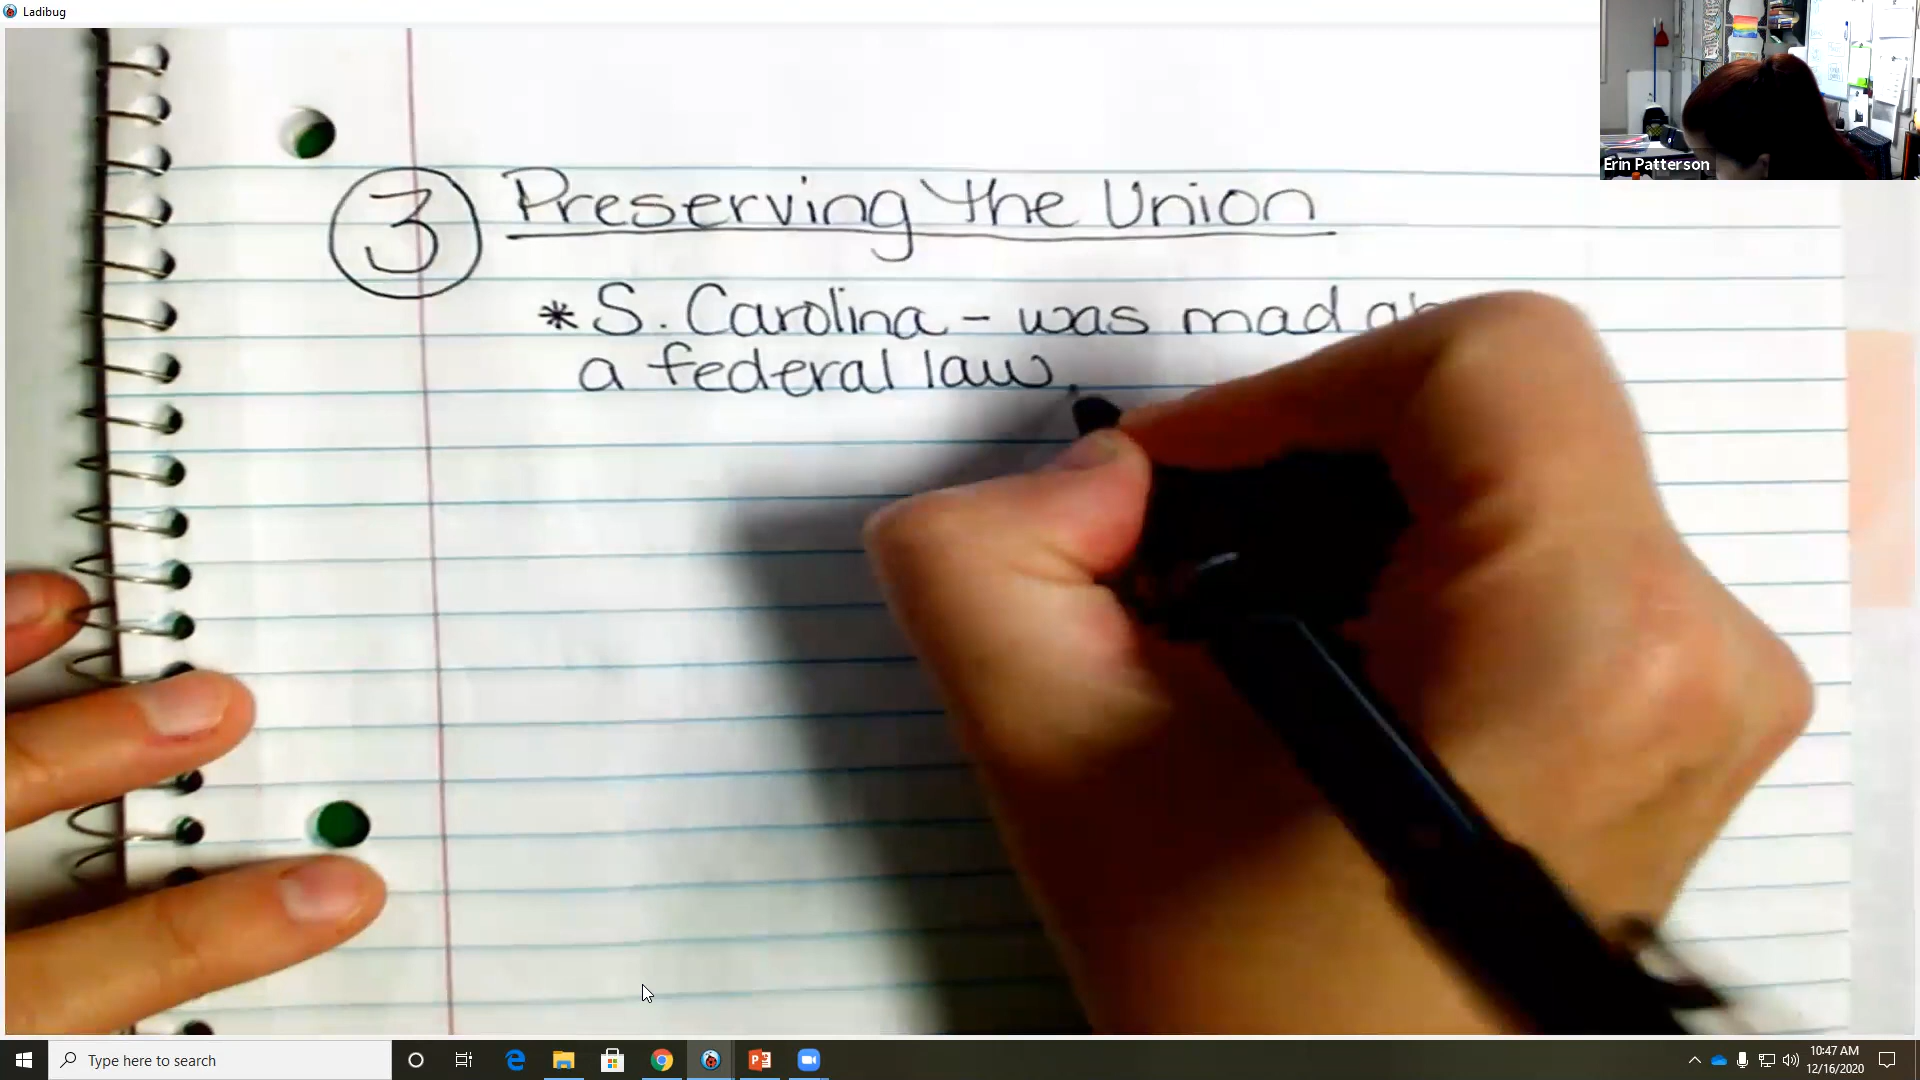 Ladibug
Erin Patterson
3 Preserving the Union
* S. Carolina - was mad
a federal law.
Type here to search
10:47 AM
12/16/2020